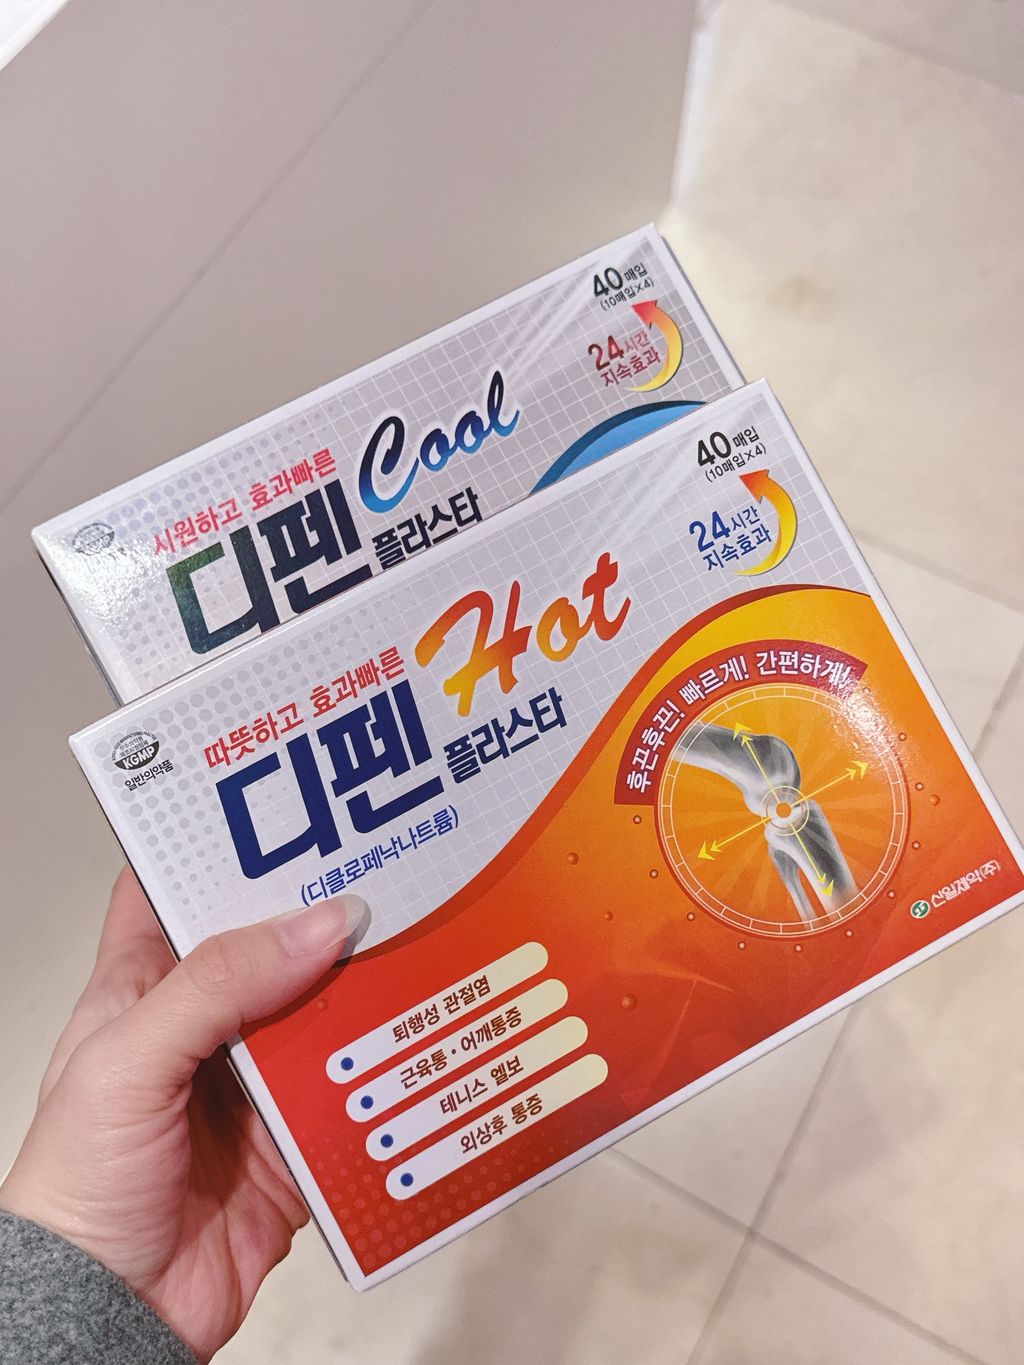 40매입
(10매입X4)
24시간
지속효과
시원하고 효과빠른
디펜 Cool
플라스타
40매입
(10매입X4)
24시간
지속효과
따뜻하고 효과빠른
디펜 Hot
플라스타
(디클로페낙나트륨)
KGMP
일반의약품
후끈후끈! 빠르게! 간편하게!
신일제약(주)
퇴행성 관절염
근육통·어깨통증
테니스 엘보
외상후 통증